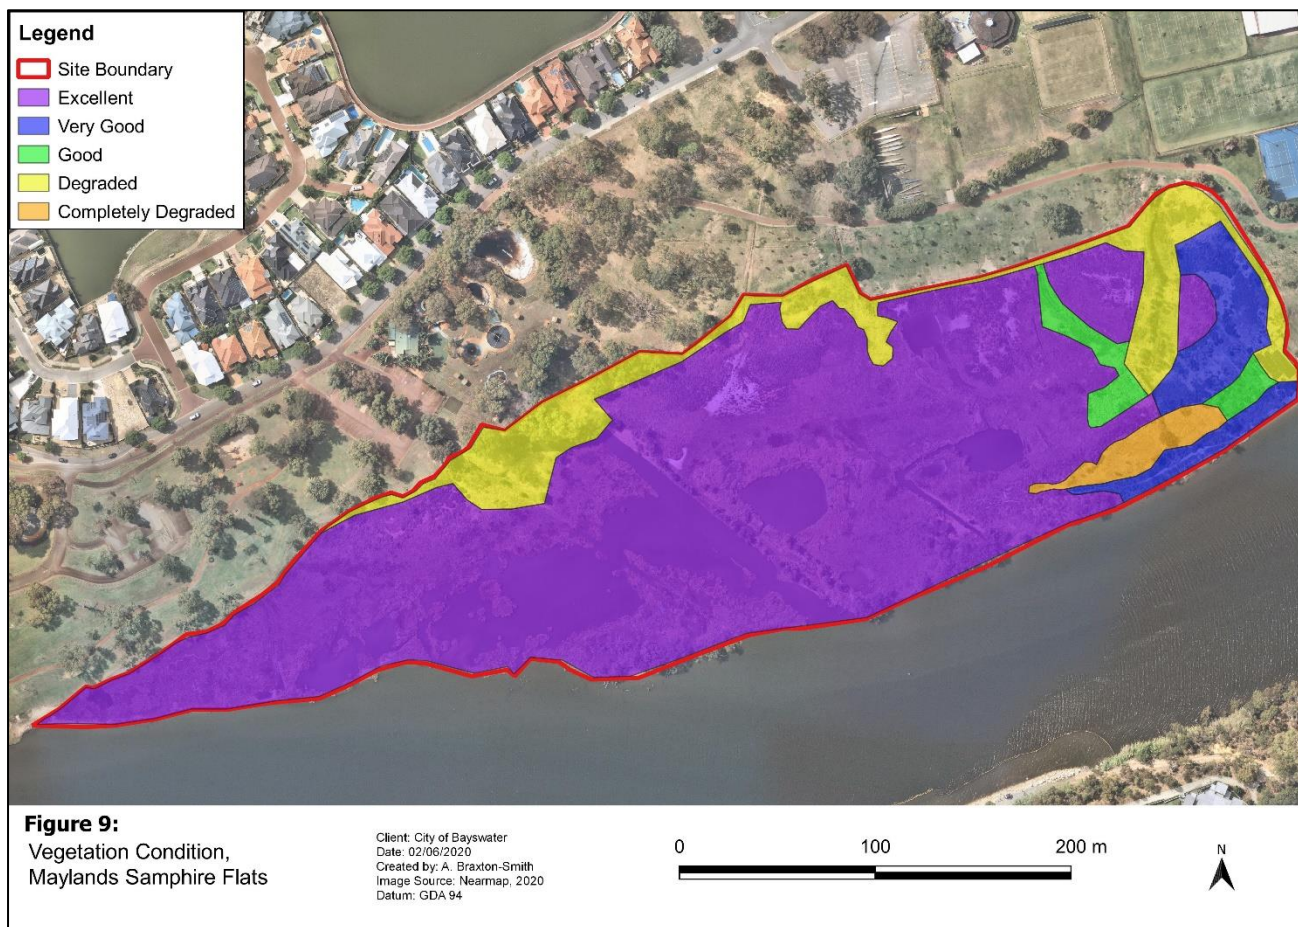 Legend
Site Boundary
Excellent
Very Good
Good
Degraded
Completely Degraded
Figure 9:
Vegetation Condition,
Maylands Samphire Flats
Client: City of Bayswater
Date: 02/06/2020
Created by: A. Braxton-Smith
Image Source: Nearmap, 2020
Datum: GDA 94
0 100 200 m
N